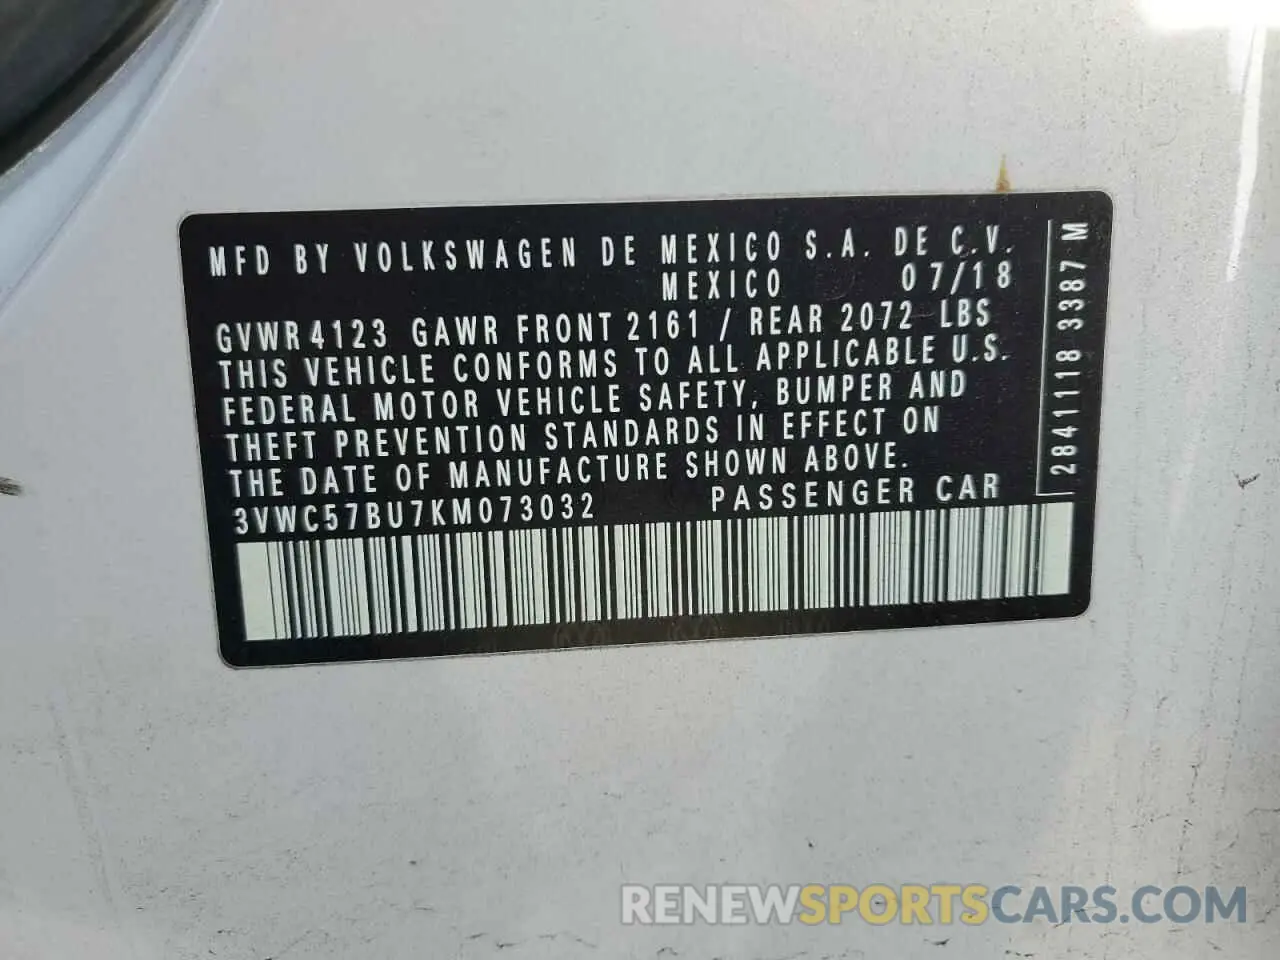 MFD BY VOLKSWAGEN DE MEXICO S.A. DE C.V.
MEXICO 07/18
GVWR 4123 GAWR FRONT 2161 / REAR 2072 LBS
THIS VEHICLE CONFORMS TO ALL APPLICABLE U.S.
FEDERAL MOTOR VEHICLE SAFETY, BUMPER AND
THEFT PREVENTION STANDARDS IN EFFECT ON
THE DATE OF MANUFACTURE SHOWN ABOVE.
3VWC57BU7KM073032 PASSENGER CAR
2841118 3387 M
RENEWSPORTSCARS.COM